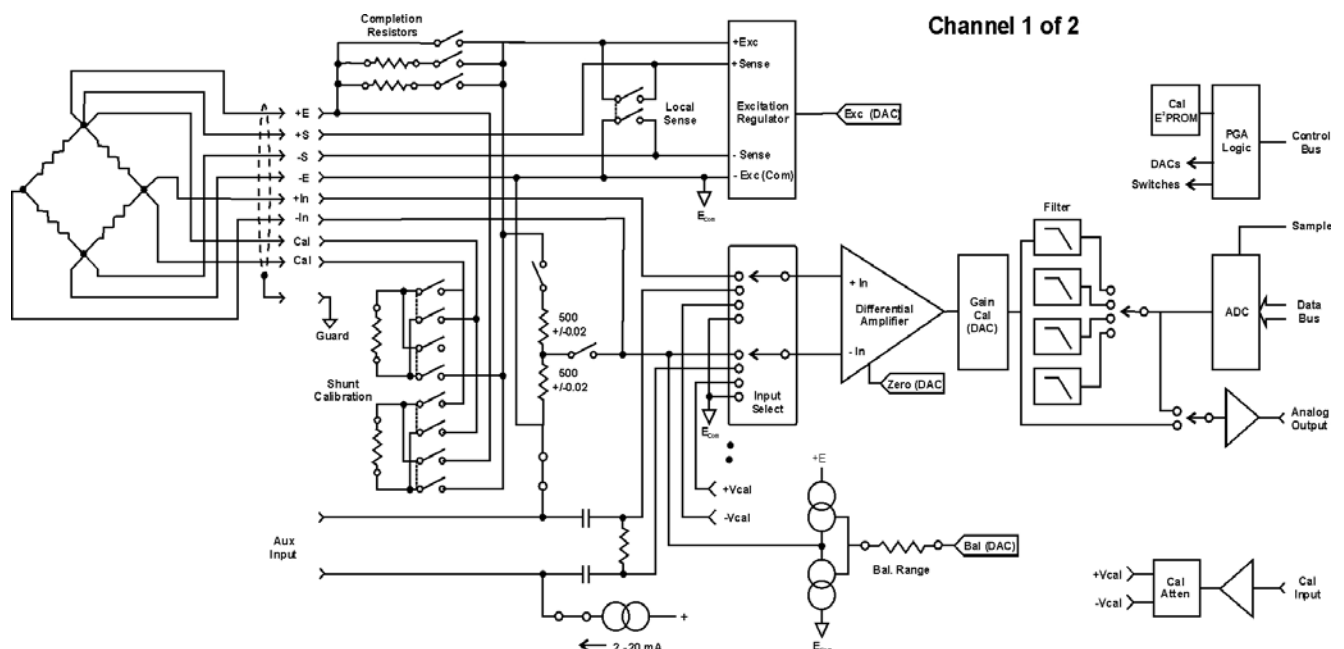 Channel 1 of 2
Completion
Resistors
+Exc
+Sense
Excitation
Regulator
- Sense
- Exc (Com)
Exc (DAC)
Local
Sense
E Com
+E
+S
-S
-E
+In
-In
Cal
Cal
Guard
Cal
E²PROM
PGA
Logic
Control
Bus
DACs
Switches
Filter
Sample
ADC
Data
Bus
Analog
Output
+ In
Differential
Amplifier
- In
Zero (DAC
Gain
Cal
(DAC)
Input
Select
E Com
500
+/-0.02
500
+/-0.02
Shunt
Calibration
+Vcal
-Vcal
+E
Bal (DAC)
Bal. Range
Aux
Input
+
2 -20 mA
+Vcal
-Vcal
Cal
Atten
Cal
Input